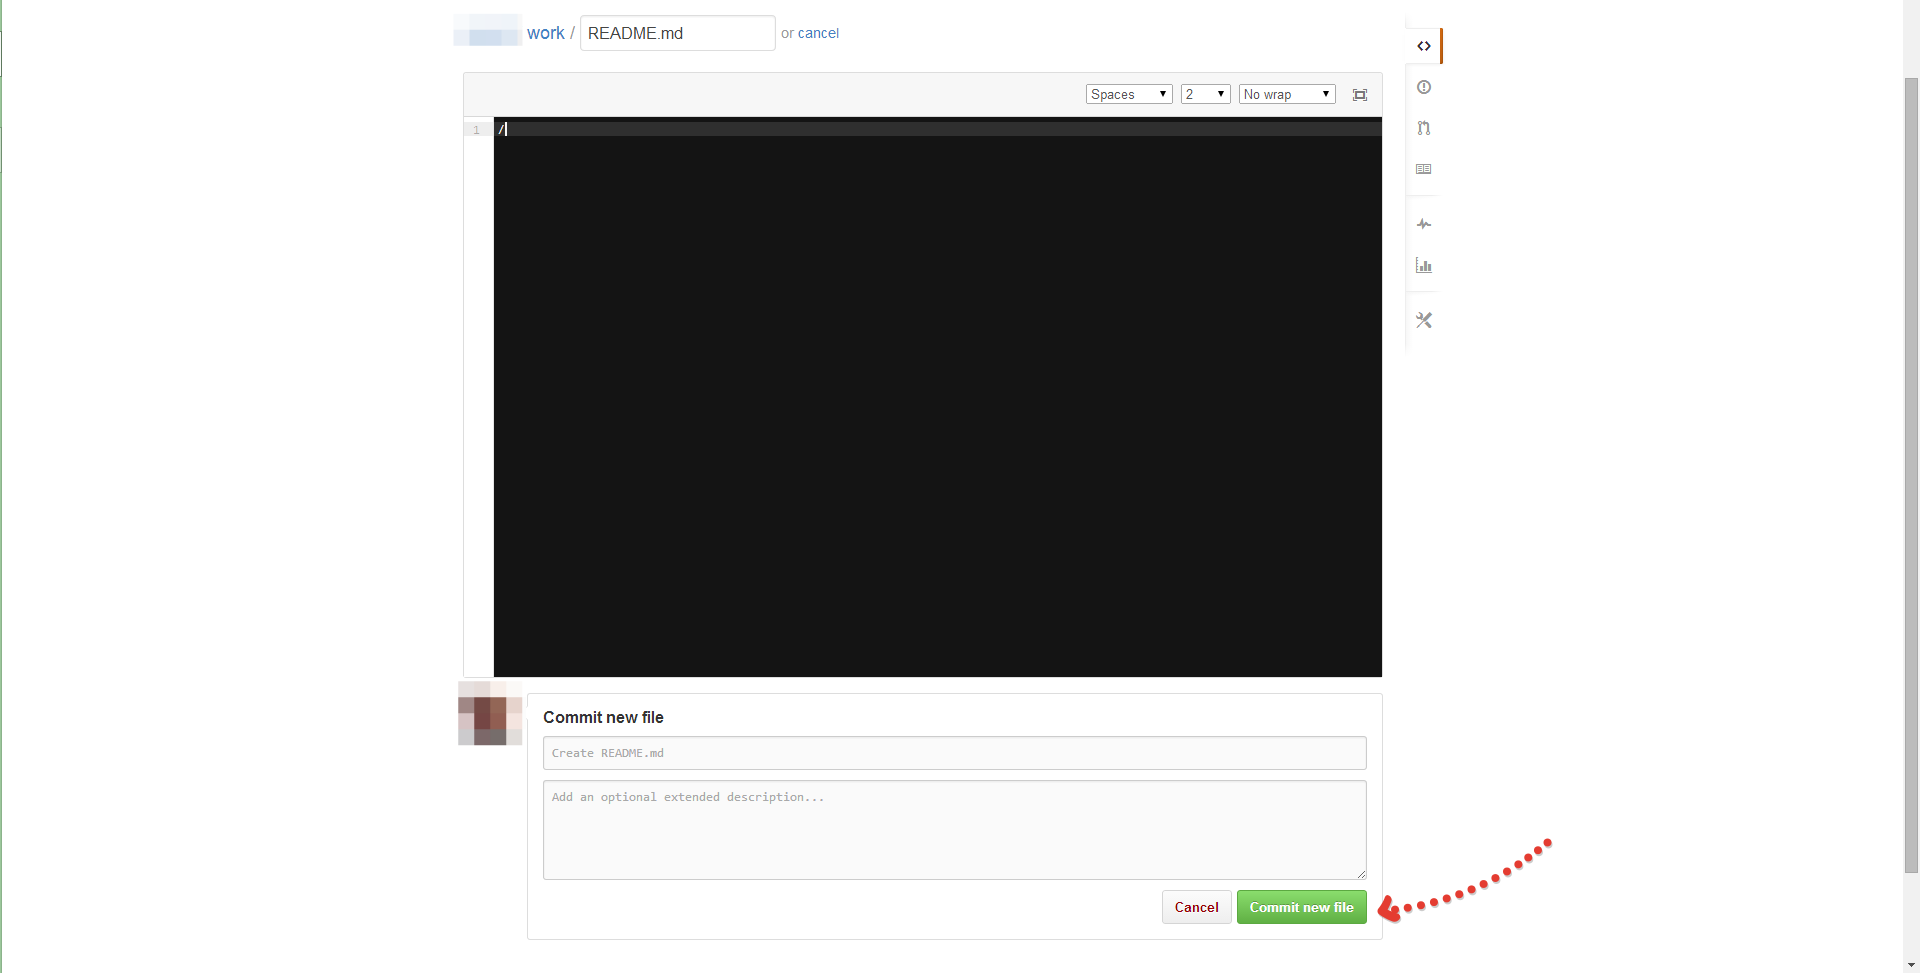 work / README.md or cancel
Spaces 2 No wrap
1 /
Commit new file
Create README.md
Add an optional extended description...
Cancel Commit new file